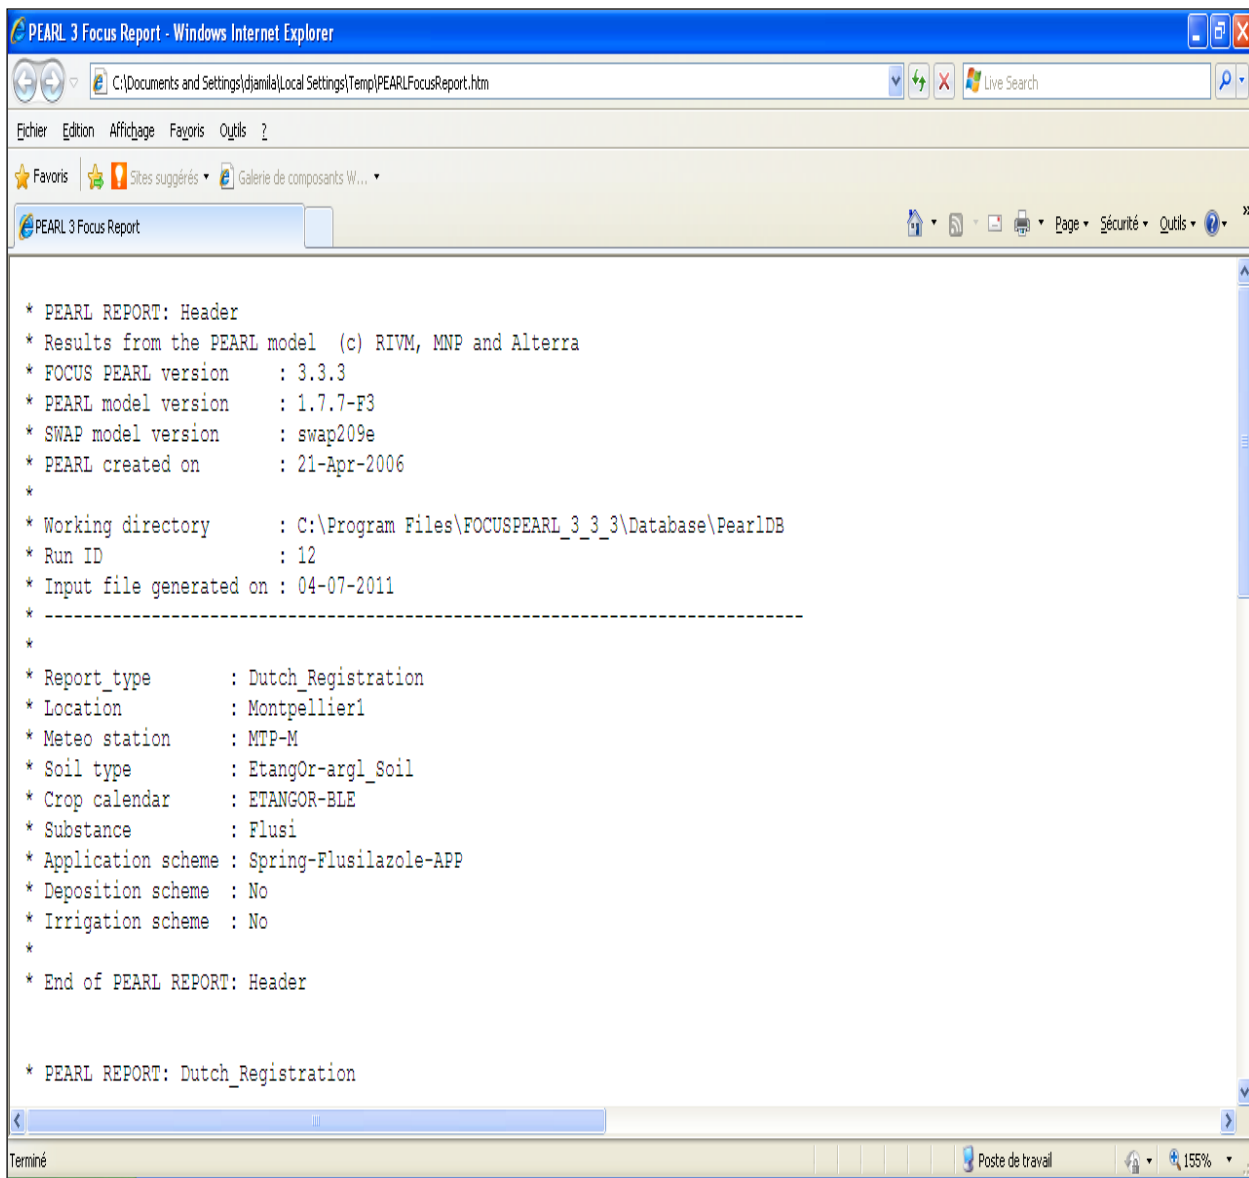 PEARL 3 Focus Report - Windows Internet Explorer
C:\Documents and Settings\djamila\Local Settings\Temp\PEARLFocusReport.htm
Live Search
Fichier Edition Affichage Favoris Outils ?
Favoris Sites suggérés Galerie de composants W...
PEARL 3 Focus Report
Page Sécurité Outils »
* PEARL REPORT: Header
* Results from the PEARL model (c) RIVM, MNP and Alterra
* FOCUS PEARL version : 3.3.3
* PEARL model version : 1.7.7-F3
* SWAP model version : swap209e
* PEARL created on : 21-Apr-2006
*
* Working directory : C:\Program Files\FOCUSPEARL_3_3_3\Database\PearlDB
* Run ID : 12
* Input file generated on : 04-07-2011
* ------------------------------------------------------------------------------
*
* Report_type : Dutch_Registration
* Location : Montpellier1
* Meteo station : MTP-M
* Soil type : EtangOr-argl_Soil
* Crop calendar : ETANGOR-BLE
* Substance : Flusi
* Application scheme : Spring-Flusilazole-APP
* Deposition scheme : No
* Irrigation scheme : No
*
* End of PEARL REPORT: Header
* PEARL REPORT: Dutch_Registration
Terminé
Poste de travail
155%